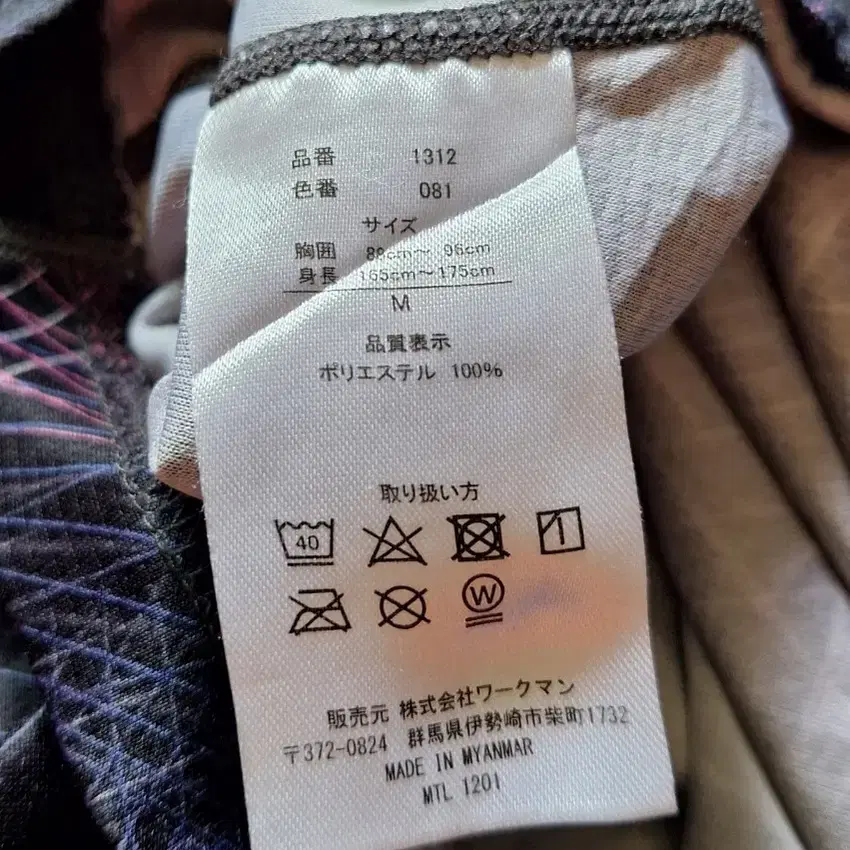 品番 1312
色番 081
サイズ
胸囲 88cm～ 96cm
身長 165cm～175cm
M
品質表示
ポリエステル 100%
取り扱い方
40
W
販売元 株式会社ワークマン
〒372-0824 群馬県伊勢崎市柴町1732
MADE IN MYANMAR
MTL 1201